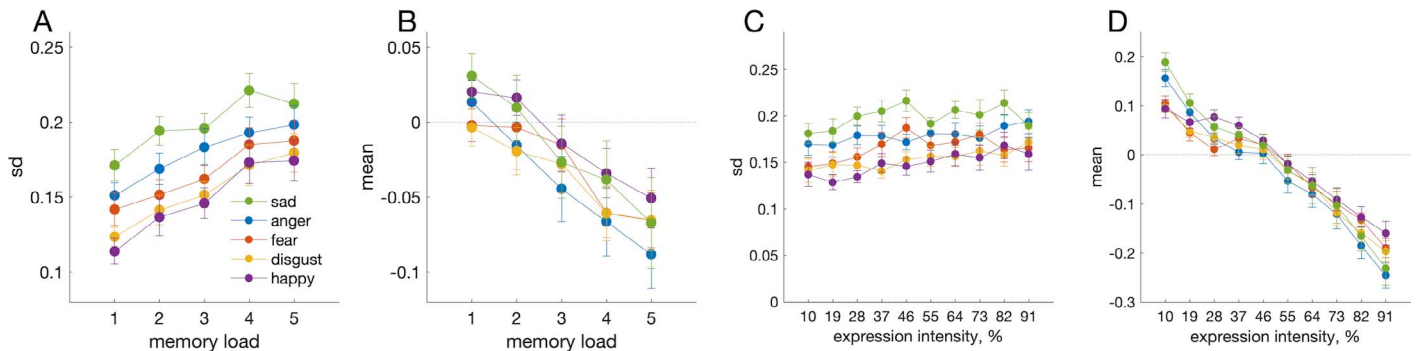 A
0.25
0.2
0.15
0.1
sd
1 2 3 4 5
memory load
sad
anger
fear
disgust
happy
B
0.05
0
-0.05
-0.1
mean
1 2 3 4 5
memory load
C
0.25
0.2
0.15
0.1
0
sd
10 19 28 37 46 55 64 73 82 91
expression intensity, %
D
0.2
0.1
0
-0.1
-0.2
-0.3
mean
10 19 28 37 46 55 64 73 82 91
expression intensity, %